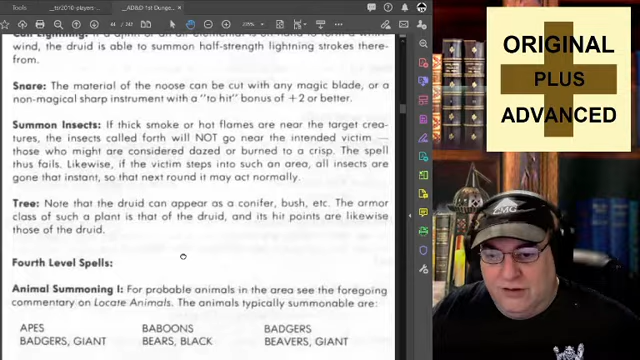 __tsr2010-players ...
__AD&D 1st Dunge...
44 / 242
Call Lightning: If a djinn or an air elemental is on hand to form a whirl-
wind, the druid is able to summon half-strength lightning strokes there-
from.
Snare: The material of the noose can be cut with any magic blade, or a
non-magical sharp instrument with a "to hit" bonus of +2 or better.
Summon Insects: If thick smoke or hot flames are near the target crea-
tures, the insects called forth will NOT go near the intended victim —
those who might are considered dazed or burned to a crisp. The spell
thus fails. Likewise, if the victim steps into such an area, all insects are
gone that instant, so that next round it may act normally.
Tree: Note that the druid can appear as a conifer, bush, etc. The armor
class of such a plant is that of the druid, and its hit points are likewise
those of the druid.
Fourth Level Spells:
Animal Summoning I: For probable animals in the area see the foregoing
commentary on Locate Animals. The animals typically summonable are:
APES BABOONS BADGERS
BADGERS, GIANT BEARS, BLACK BEAVERS, GIANT
ORIGINAL
PLUS
ADVANCED